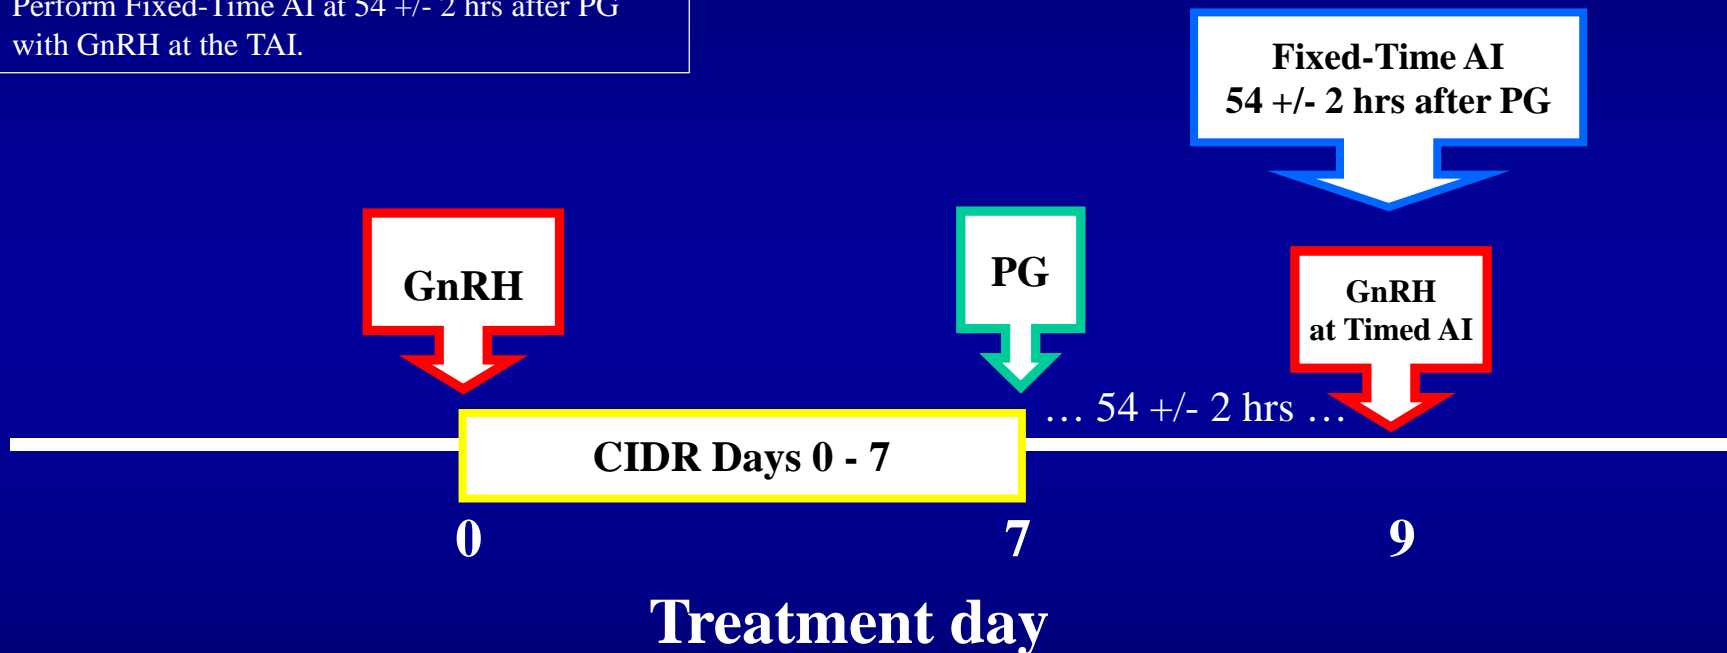 Perform Fixed-Time AI at 54 +/- 2 hrs after PG
with GnRH at the TAI.
Fixed-Time AI
54 +/- 2 hrs after PG
GnRH
PG
GnRH
at Timed AI
… 54 +/- 2 hrs …
CIDR Days 0 - 7
0
7
9
Treatment day